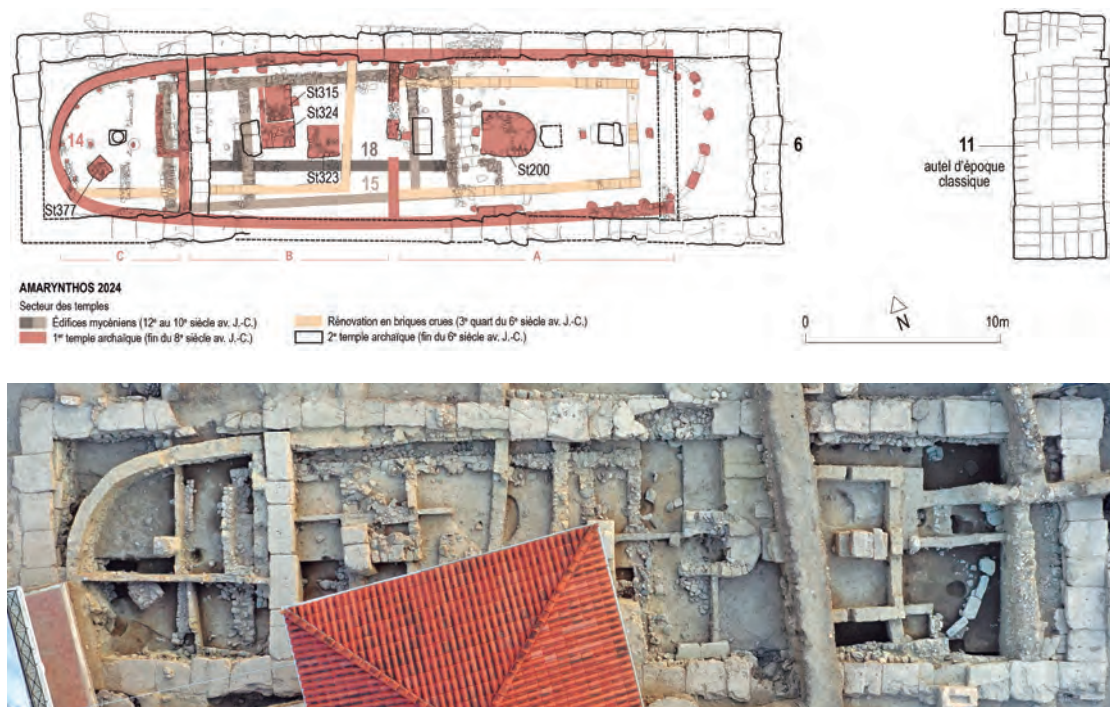 St315
St324
14
18
6
11
autel d'époque
classique
St200
15
St323
St377
C
B
A
AMARYNTHOS 2024
Secteur des temples
Édifices mycéniens (12e au 10e siècle av. J.-C.)
Rénovation en briques crues (3e quart du 6e siècle av. J.-C.)
1er temple archaïque (fin du 8e siècle av. J.-C.)
2e temple archaïque (fin du 6e siècle av. J.-C.)
N
0
10m